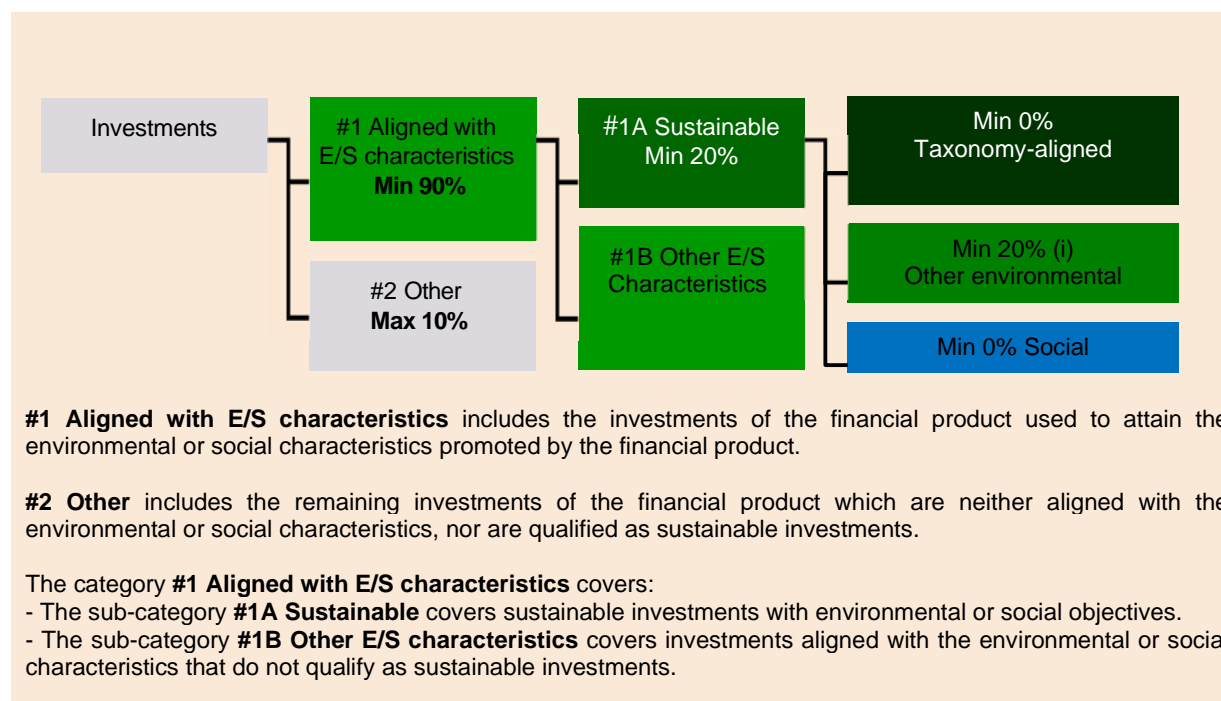 Investments
#1 Aligned with
E/S characteristics
Min 90%
#2 Other
Max 10%
#1A Sustainable
Min 20%
#1B Other E/S
Characteristics
Min 0%
Taxonomy-aligned
Min 20% (i)
Other environmental
Min 0% Social
#1 Aligned with E/S characteristics includes the investments of the financial product used to attain the
environmental or social characteristics promoted by the financial product.
#2 Other includes the remaining investments of the financial product which are neither aligned with the
environmental or social characteristics, nor are qualified as sustainable investments.
The category #1 Aligned with E/S characteristics covers:
- The sub-category #1A Sustainable covers sustainable investments with environmental or social objectives.
- The sub-category #1B Other E/S characteristics covers investments aligned with the environmental or social
characteristics that do not qualify as sustainable investments.